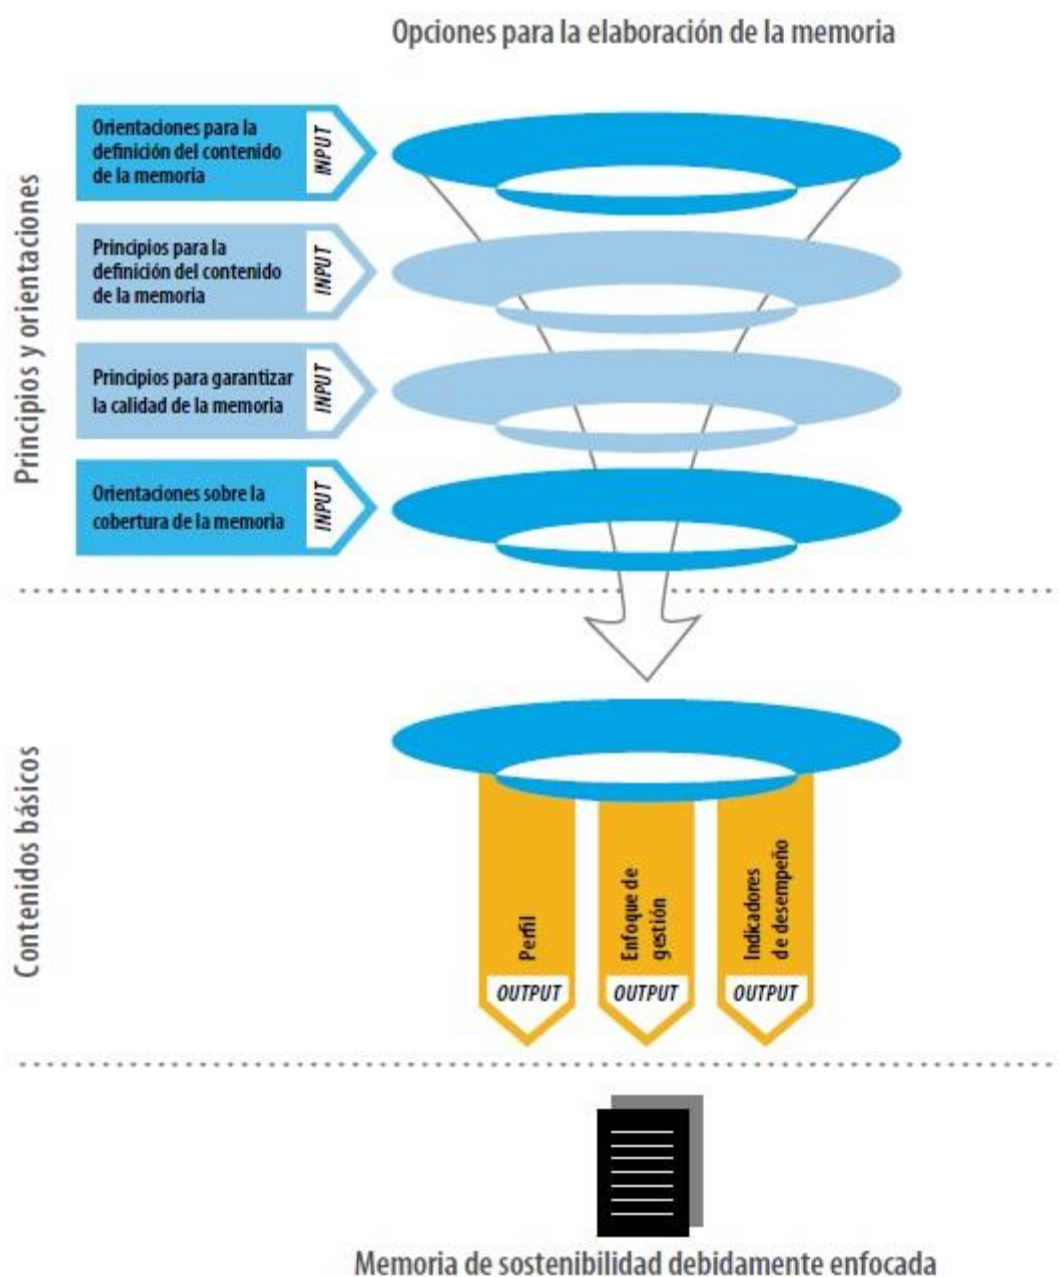 Opciones para la elaboración de la memoria
Principios y orientaciones
Orientaciones para la
definición del contenido
de la memoria
INPUT
Principios para la
definición del contenido
de la memoria
INPUT
Principios para garantizar
la calidad de la memoria
INPUT
Orientaciones sobre la
cobertura de la memoria
INPUT
Contenidos básicos
Perfil
OUTPUT
Enfoque de
gestión
OUTPUT
Indicadores
de desempeño
OUTPUT
Memoria de sostenibilidad debidamente enfocada